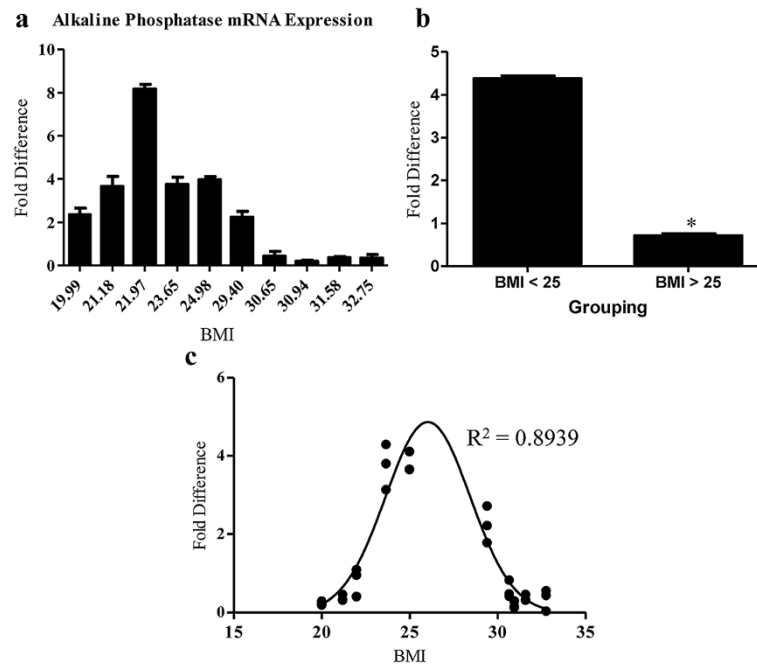 a
Alkaline Phosphatase mRNA Expression
Fold Difference
10
8
6
4
2
0
19.99
21.18
21.97
23.65
24.98
29.40
30.65
30.94
31.58
32.75
BMI
b
Fold Difference
5
4
3
2
1
0
*
BMI < 25
BMI > 25
Grouping
c
Fold Difference
6
4
2
0
R² = 0.8939
15
20
25
30
35
BMI